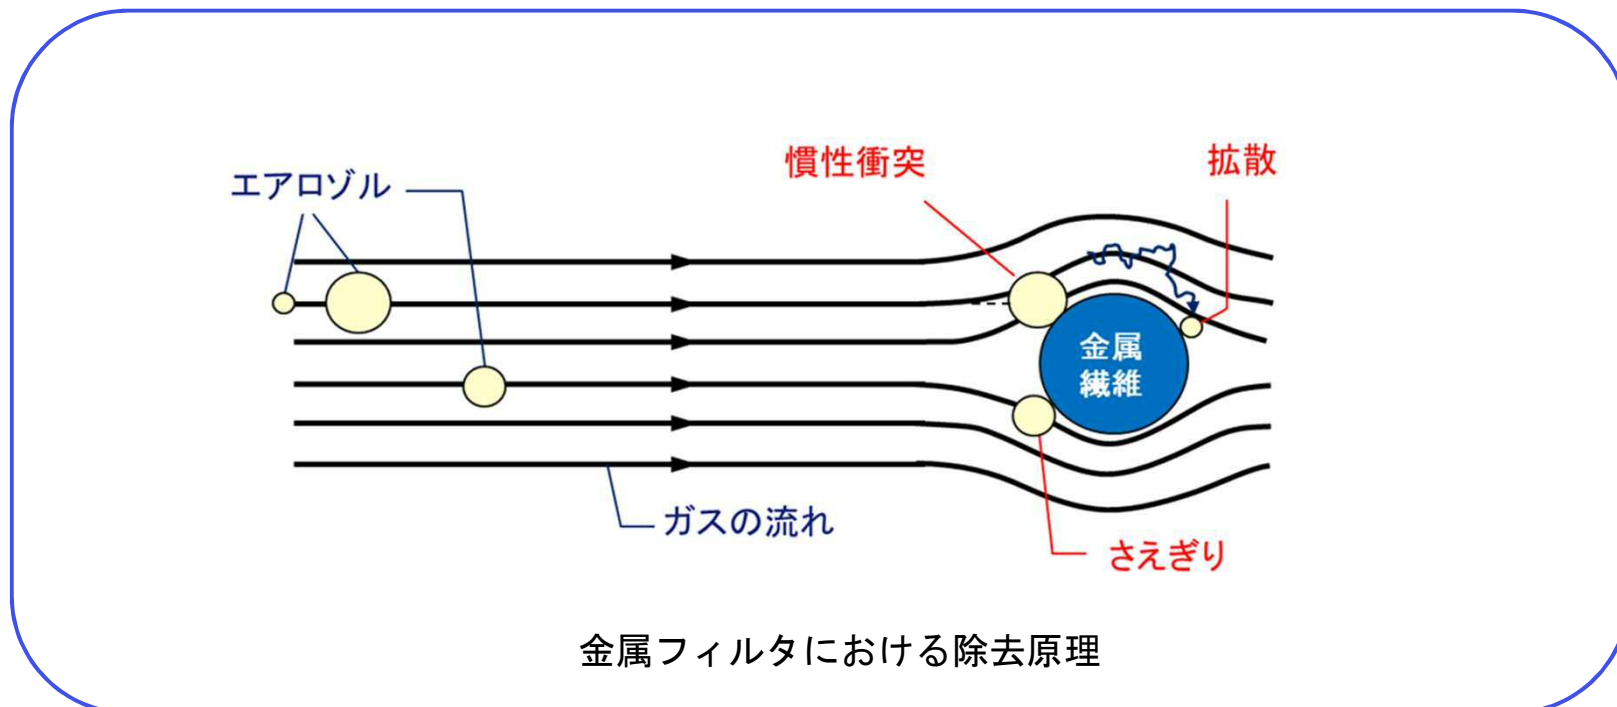 慣性衝突
拡散
エアロゾル
金属
繊維
ガスの流れ
さえぎり
金属フィルタにおける除去原理